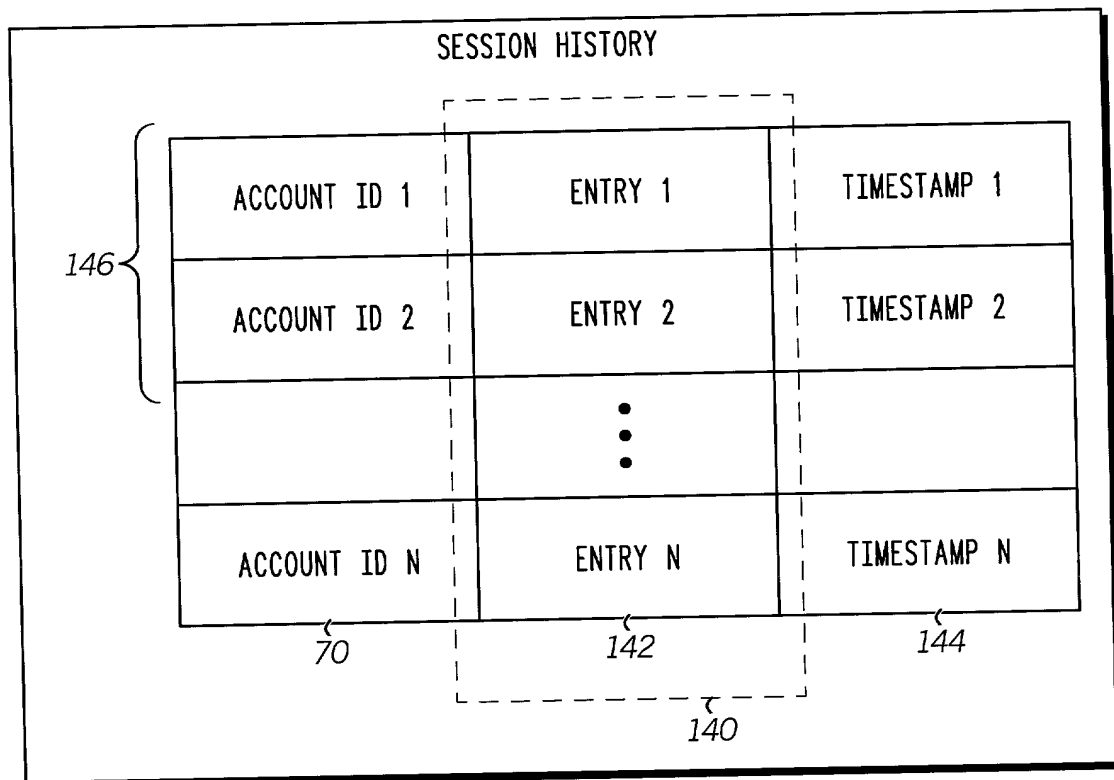 SESSION HISTORY
ACCOUNT ID 1 ENTRY 1 TIMESTAMP 1
146
ACCOUNT ID 2 ENTRY 2 TIMESTAMP 2
ACCOUNT ID N ENTRY N TIMESTAMP N
70 142 144
140